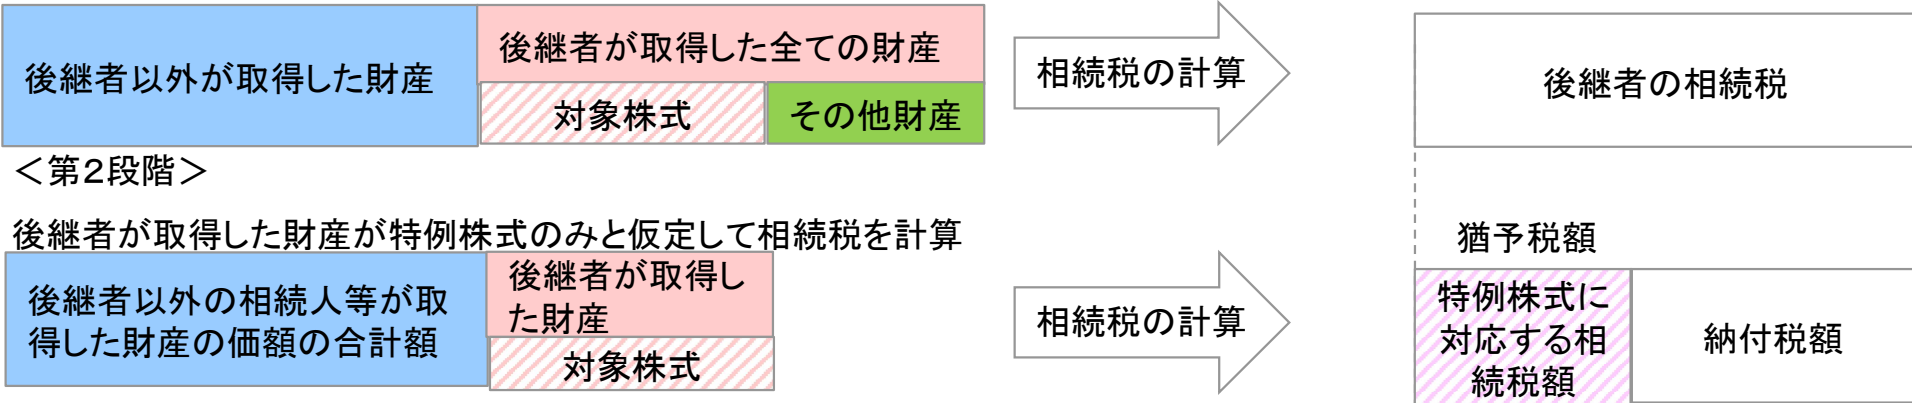 後継者以外が取得した財産
後継者が取得した全ての財産
対象株式
その他財産
相続税の計算
後継者の相続税
＜第２段階＞
後継者が取得した財産が特例株式のみと仮定して相続税を計算
後継者以外の相続人等が取
得した財産の価額の合計額
後継者が取得し
た財産
対象株式
相続税の計算
猶予税額
特例株式に
対応する相
続税額
納付税額